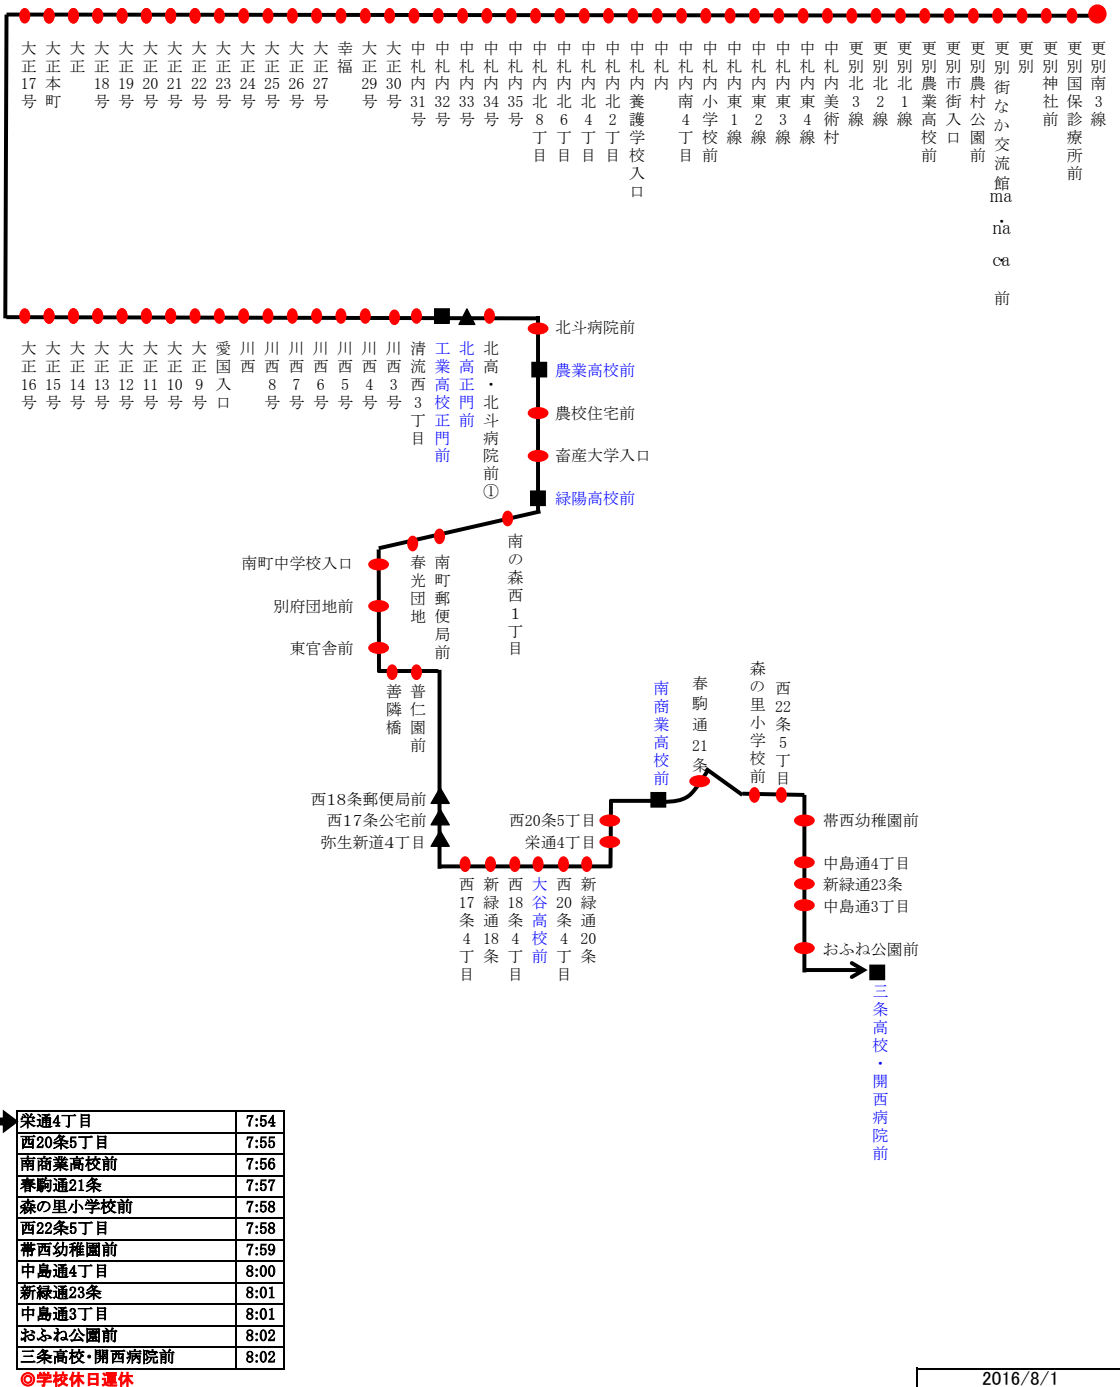 大正17号
大正本町
大正
大正18号
大正19号
大正20号
大正21号
大正22号
大正23号
大正24号
大正25号
大正26号
大正27号
幸福
大正29号
大正30号
中札内31号
中札内32号
中札内33号
中札内34号
中札内35号
中札内北8丁目
中札内北6丁目
中札内北4丁目
中札内北2丁目
中札内養護学校入口
中札内
中札内南4丁目
中札内小学校前
中札内東1線
中札内東2線
中札内東3線
中札内東4線
中札内美術村
更別北3線
更別北2線
更別北1線
更別農業高校前
更別市街入口
更別農村公園前
更別街なか交流館ma・na・ca前
更別
更別神社前
更別国保診療所前
更別南3線
大正16号
大正15号
大正14号
大正13号
大正12号
大正11号
大正10号
大正9号
愛国入口
川西
川西8号
川西7号
川西6号
川西5号
川西4号
川西3号
清流西3丁目
工業高校正門前
北高正門前
北高・北斗病院前①
北斗病院前
農業高校前
農校住宅前
畜産大学入口
緑陽高校前
南の森西1丁目
南町郵便局前
春光団地
南町中学校入口
別府団地前
東官舎前
善隣橋
普仁園前
西18条郵便局前
西17条公宅前
弥生新道4丁目
西17条4丁目
新緑通18条
西18条4丁目
大谷高校前
西20条4丁目
新緑通20条
西20条5丁目
栄通4丁目
南商業高校前
春駒通21条
森の里小学校前
西22条5丁目
帯西幼稚園前
中島通4丁目
新緑通23条
中島通3丁目
おふね公園前
三条高校・開西病院前
栄通4丁目 7:54
西20条5丁目 7:55
南商業高校前 7:56
春駒通21条 7:57
森の里小学校前 7:58
西22条5丁目 7:58
帯西幼稚園前 7:59
中島通4丁目 8:00
新緑通23条 8:01
中島通3丁目 8:01
おふね公園前 8:02
三条高校・開西病院前 8:02
◎学校休日運休
2016/8/1